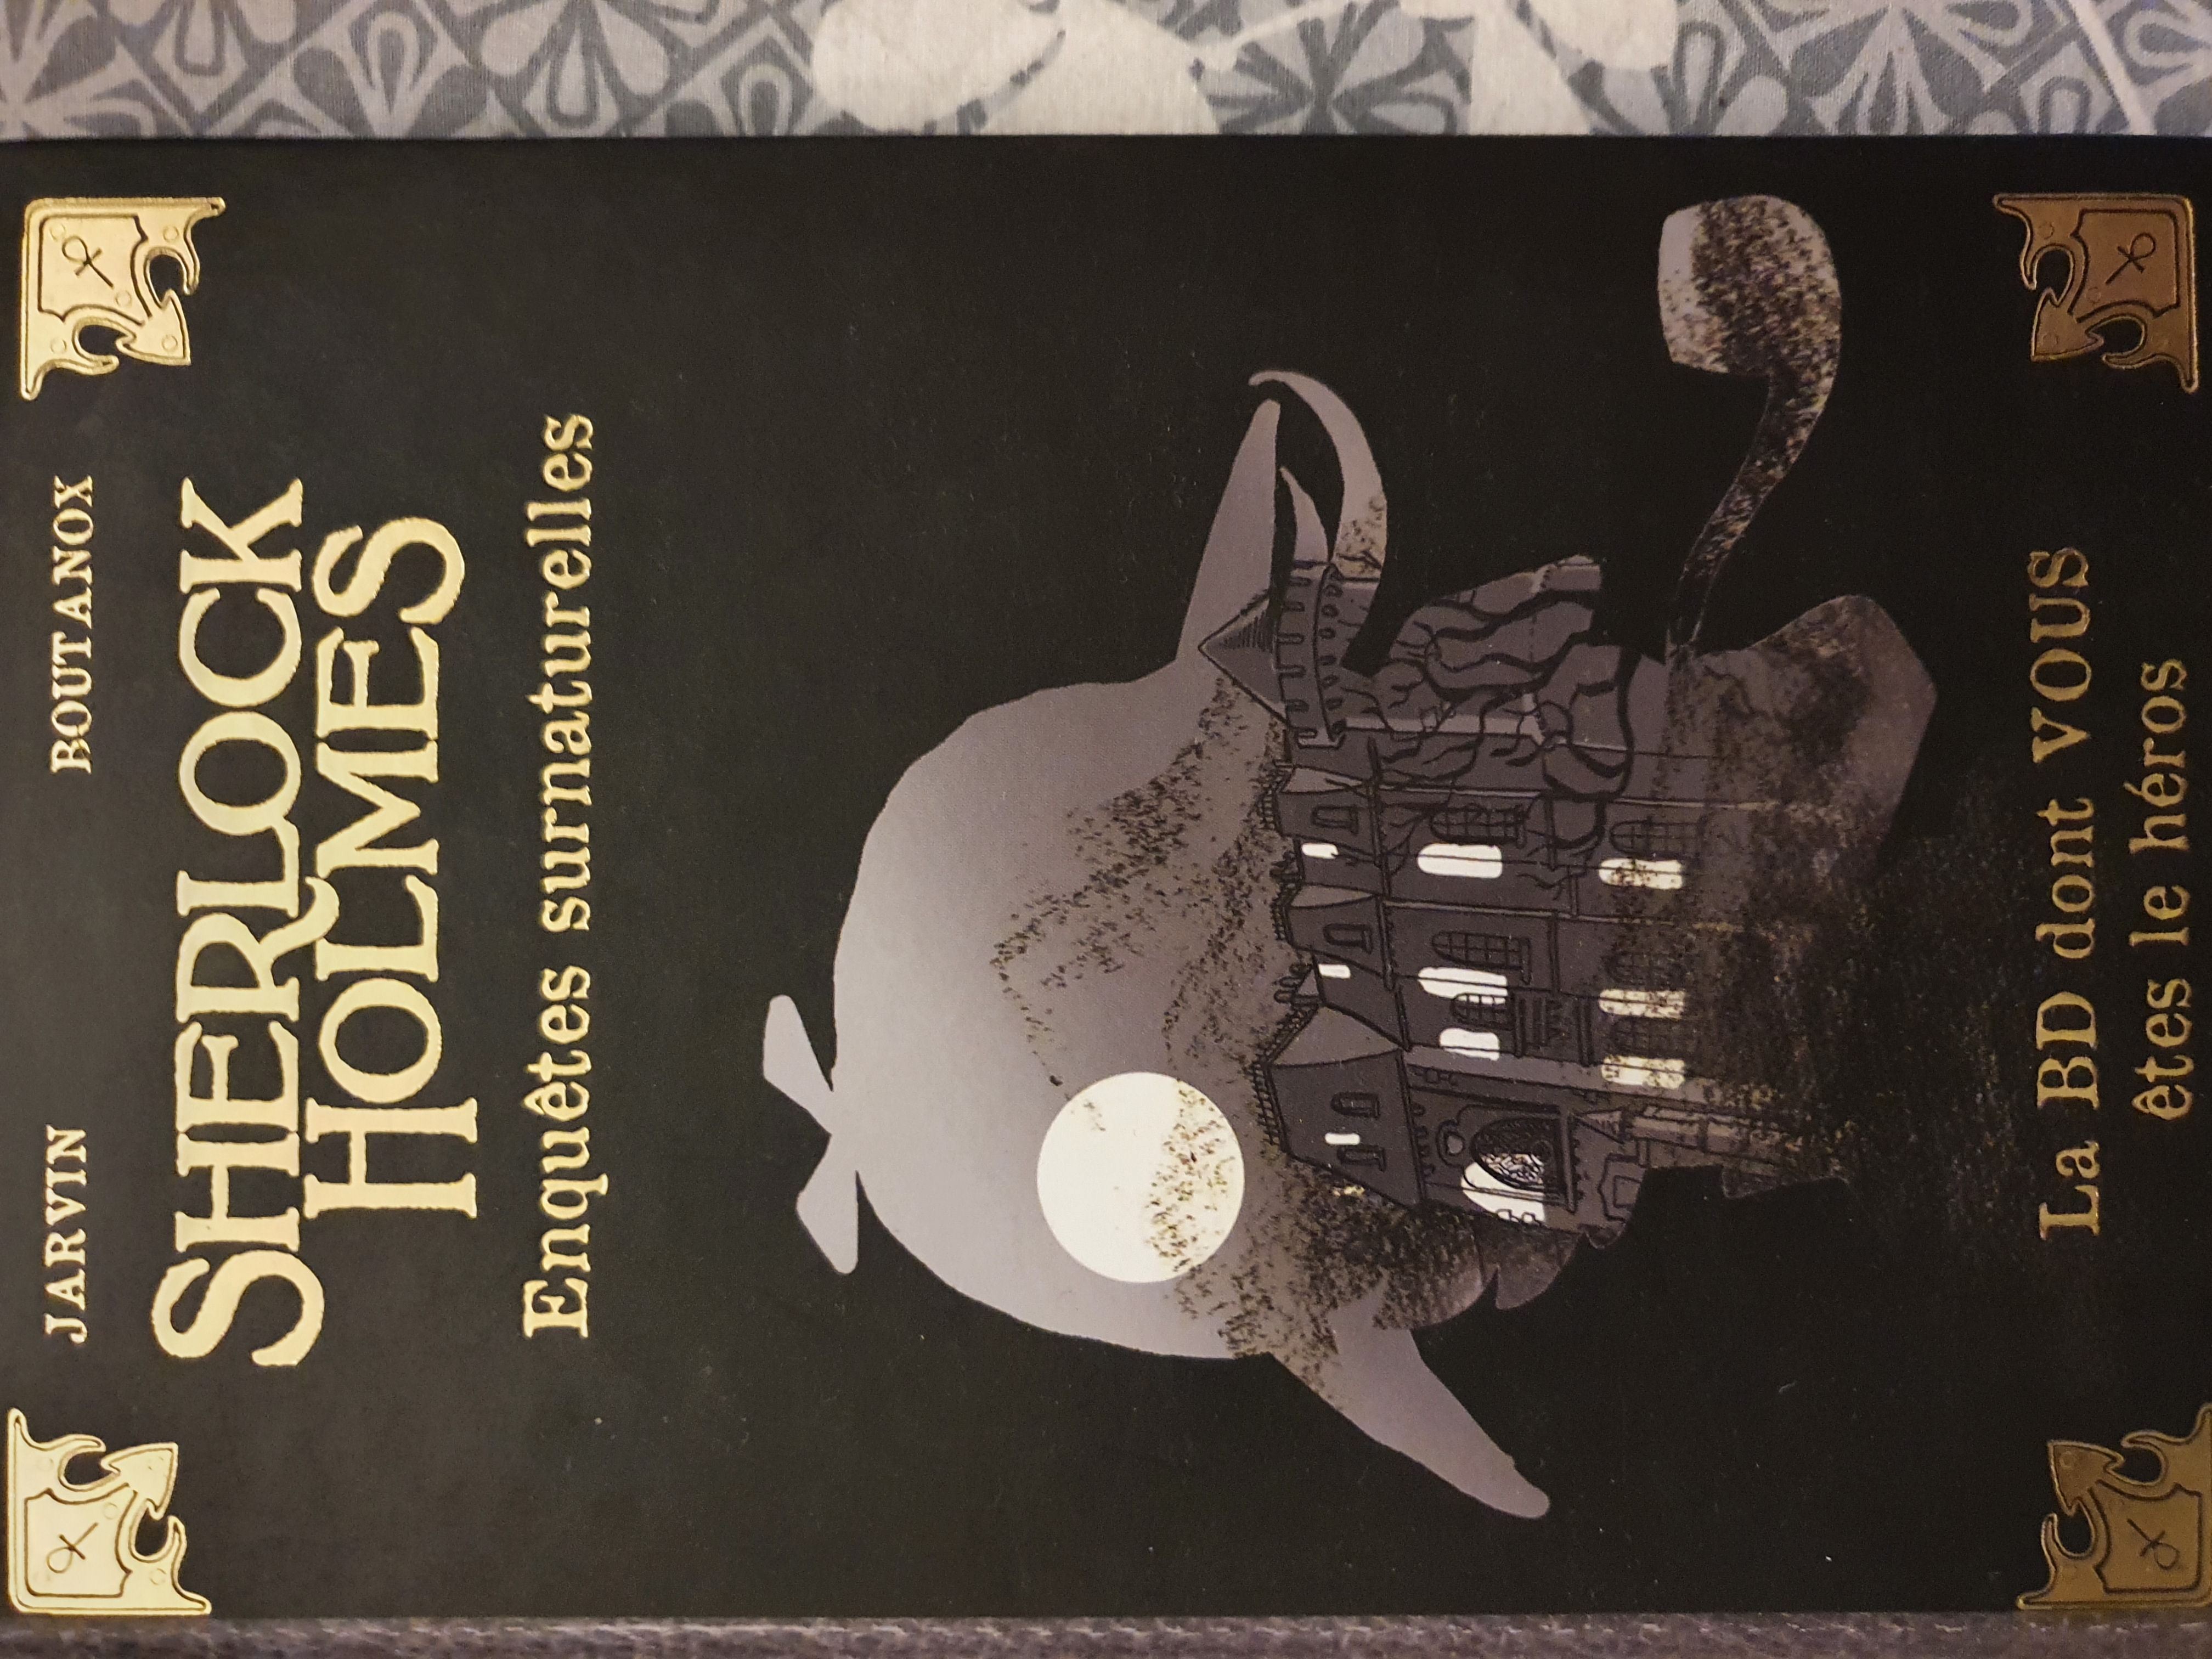 JARVIN BOUTANOX
SHERLOCK
HOLMES
Enquêtes surnaturelles
La BD dont VOUS
êtes le héros